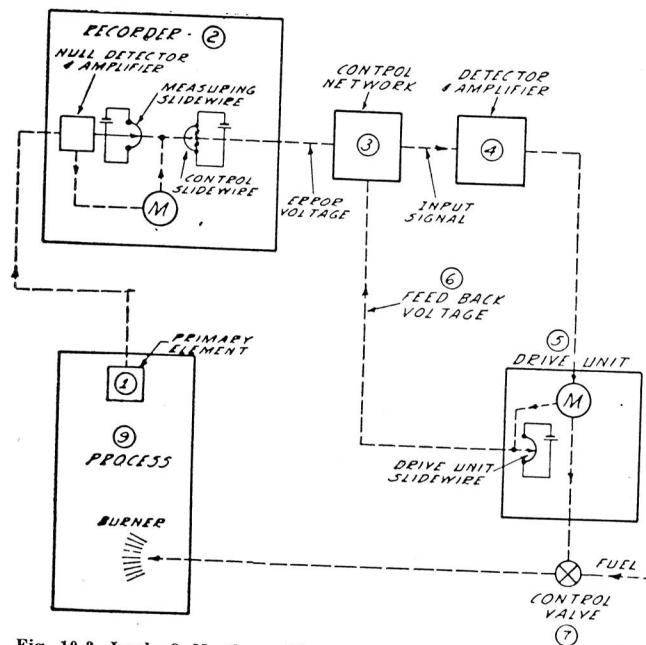 RECORDER - ②
NULL DETECTOR
& AMPLIFIER
MEASURING
SLIDEWIRE
CONTROL
SLIDEWIRE
M
CONTROL
NETWORK
③
ERROR
VOLTAGE
INPUT
SIGNAL
DETECTOR
& AMPLIFIER
④
⑥
FEED BACK
VOLTAGE
⑤
DRIVE UNIT
M
DRIVE UNIT
SLIDEWIRE
PRIMARY
ELEMENT
①
⑨
PROCESS
BURNER
FUEL
CONTROL
VALVE
⑦
Fig. 10-3